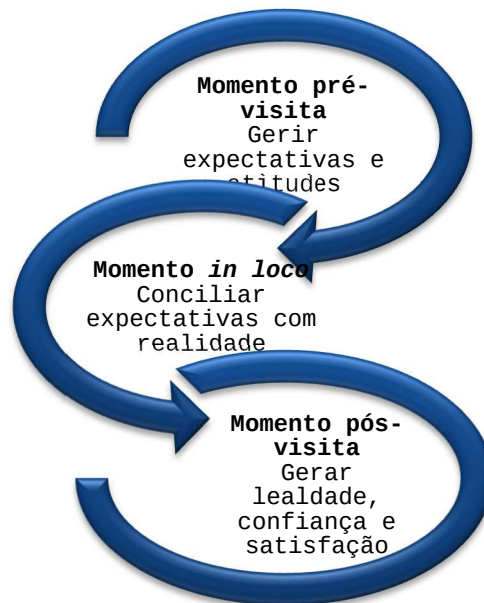 Momento pré-
visita
Gerir
expectativas e
atitudes
Momento in loco
Conciliar
expectativas com
realidade
Momento pós-
visita
Gerar
lealdade,
confiança e
satisfação